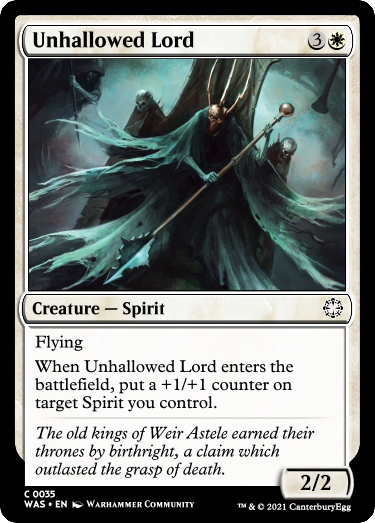 Unhallowed Lord 3
Creature — Spirit
Flying
When Unhallowed Lord enters the
battlefield, put a +1/+1 counter on
target Spirit you control.
The old kings of Weir Astele earned their
thrones by birthright, a claim which
outlasted the grasp of death.
2/2
C 0035
WAS • EN Warhammer Community
™ & © 2021 CanterburyEgg